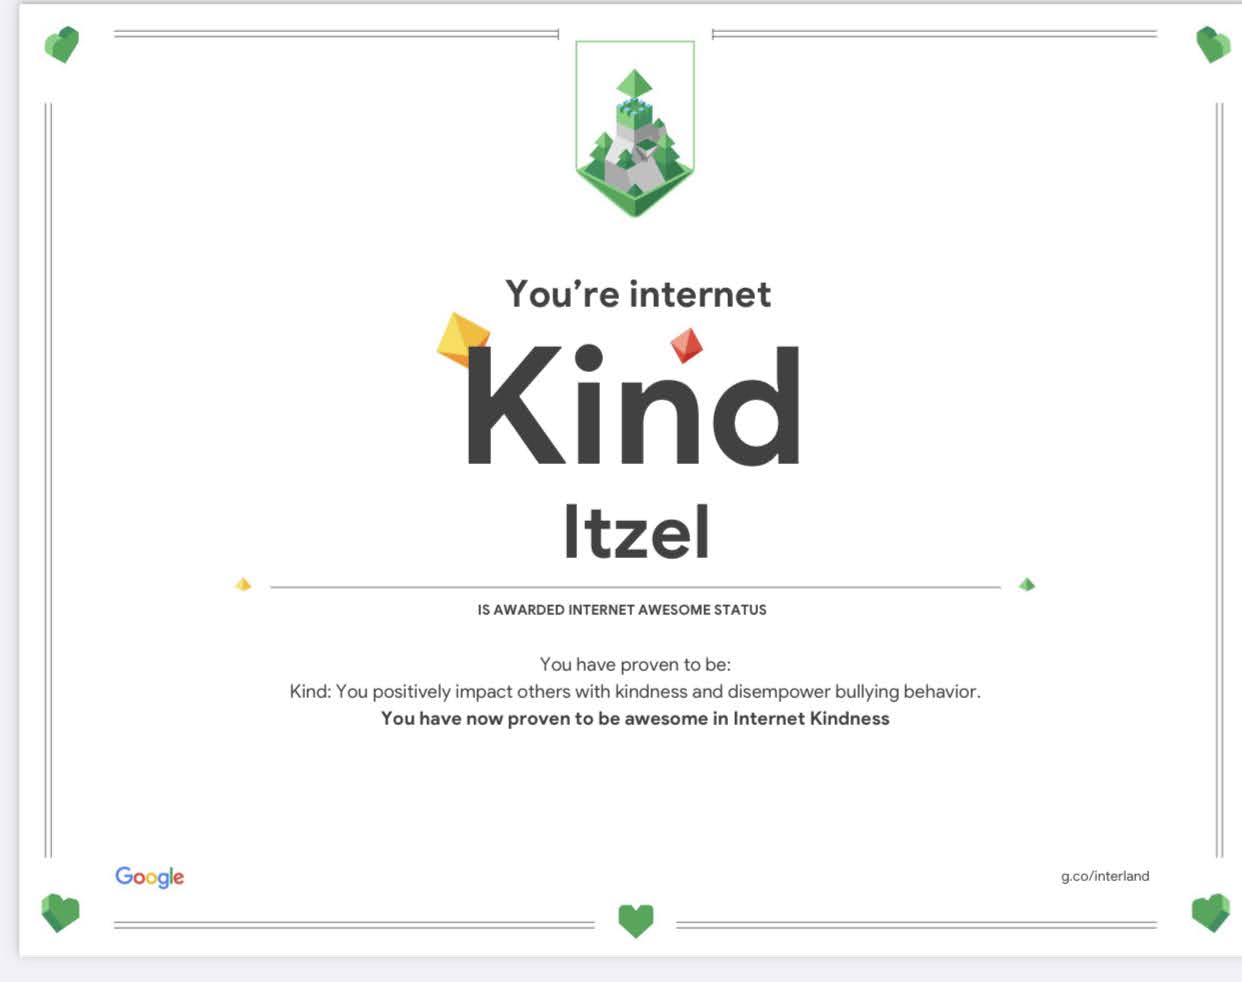 You’re internet
Kind
Itzel
IS AWARDED INTERNET AWESOME STATUS
You have proven to be:
Kind: You positively impact others with kindness and disempower bullying behavior.
You have now proven to be awesome in Internet Kindness
Google
g.co/interland